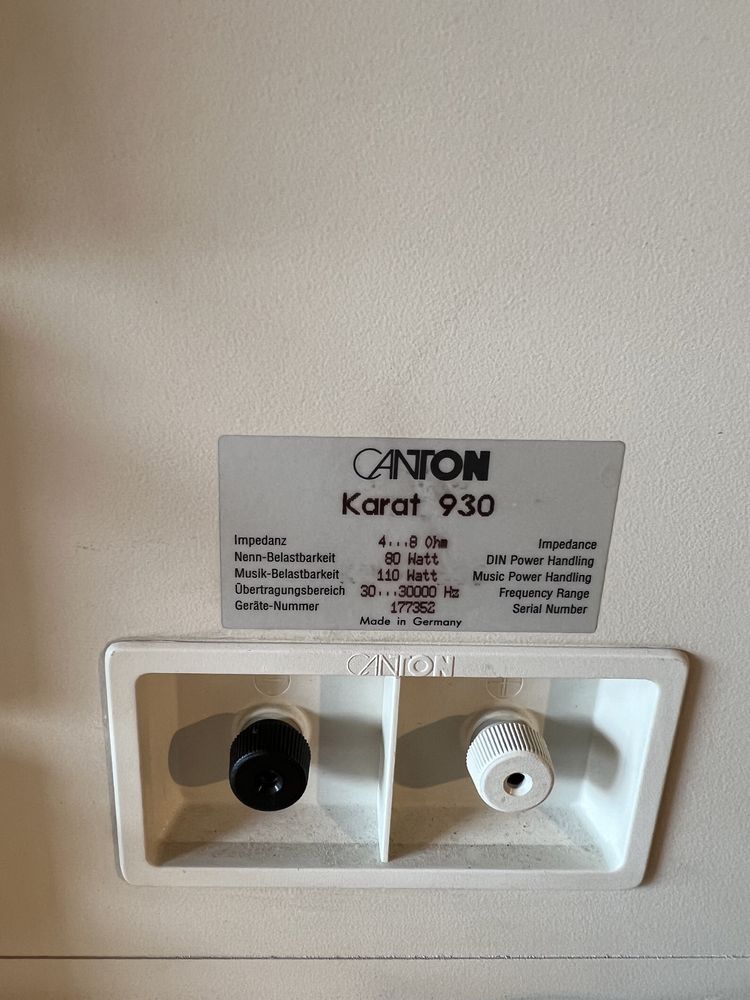 CANTON
Karat 930
Impedanz 4...8 Ohm Impedance
Nenn-Belastbarkeit 80 Watt DIN Power Handling
Musik-Belastbarkeit 110 Watt Music Power Handling
Übertragungsbereich 30...30000 Hz Frequency Range
Geräte-Nummer 177352 Serial Number
Made in Germany
CANTON
− +